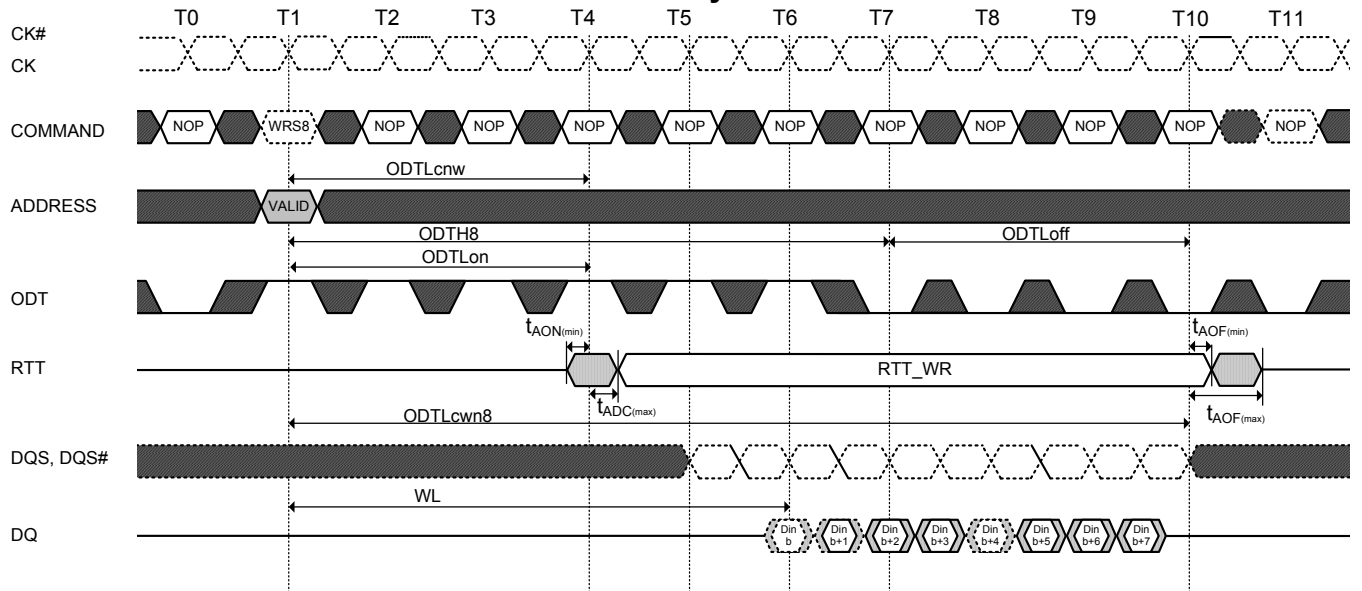 T0 T1 T2 T3 T4 T5 T6 T7 T8 T9 T10 T11
CK#
CK
COMMAND NOP WRS8 NOP NOP NOP NOP NOP NOP NOP NOP NOP NOP
ODTLcnw
ADDRESS VALID
ODTH8 ODTLoff
ODTLon
ODT
tAON(min) tAOF(min)
RTT RTT_WR
tADC(max) tAOF(max)
ODTLcwn8
DQS, DQS#
WL
DQ Din b Din b+1 Din b+2 Din b+3 Din b+4 Din b+5 Din b+6 Din b+7